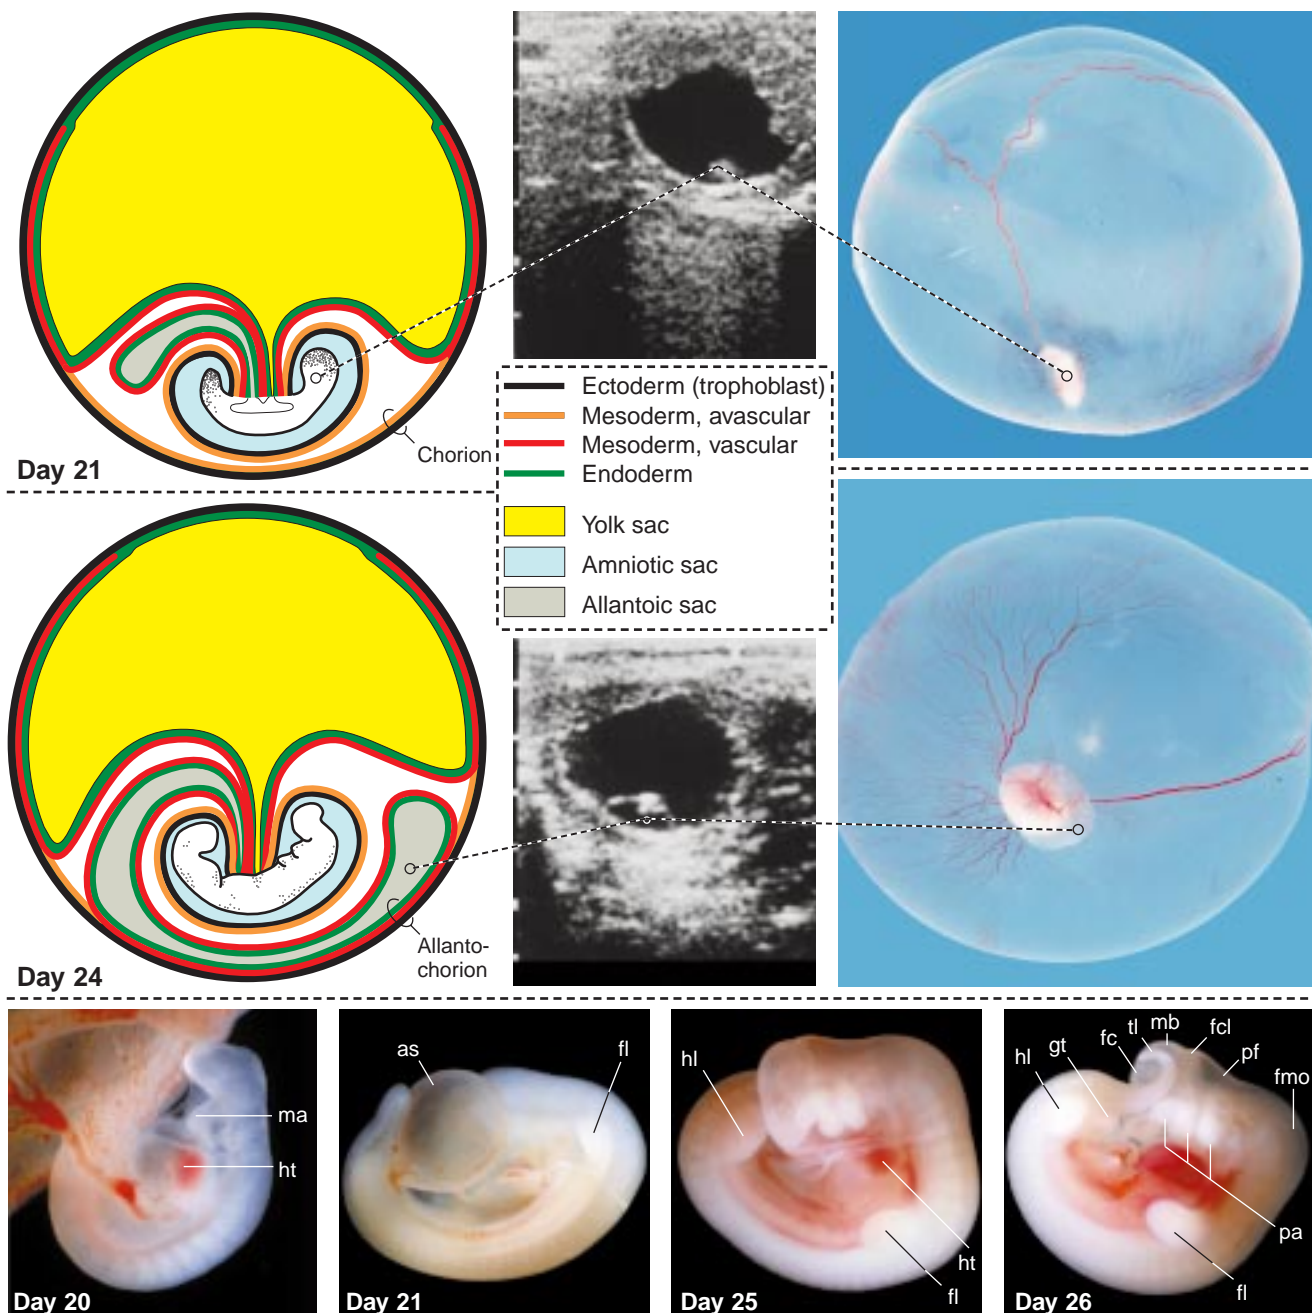 Day 21
Chorion
Ectoderm (trophoblast)
Mesoderm, avascular
Mesoderm, vascular
Endoderm
Yolk sac
Amniotic sac
Allantoic sac
Day 24
Allanto-
chorion
ma
ht
Day 20
as
fl
Day 21
hl
ht
fl
Day 25
hl
gt
fc
tl
mb
fcl
pf
fmo
pa
fl
Day 26